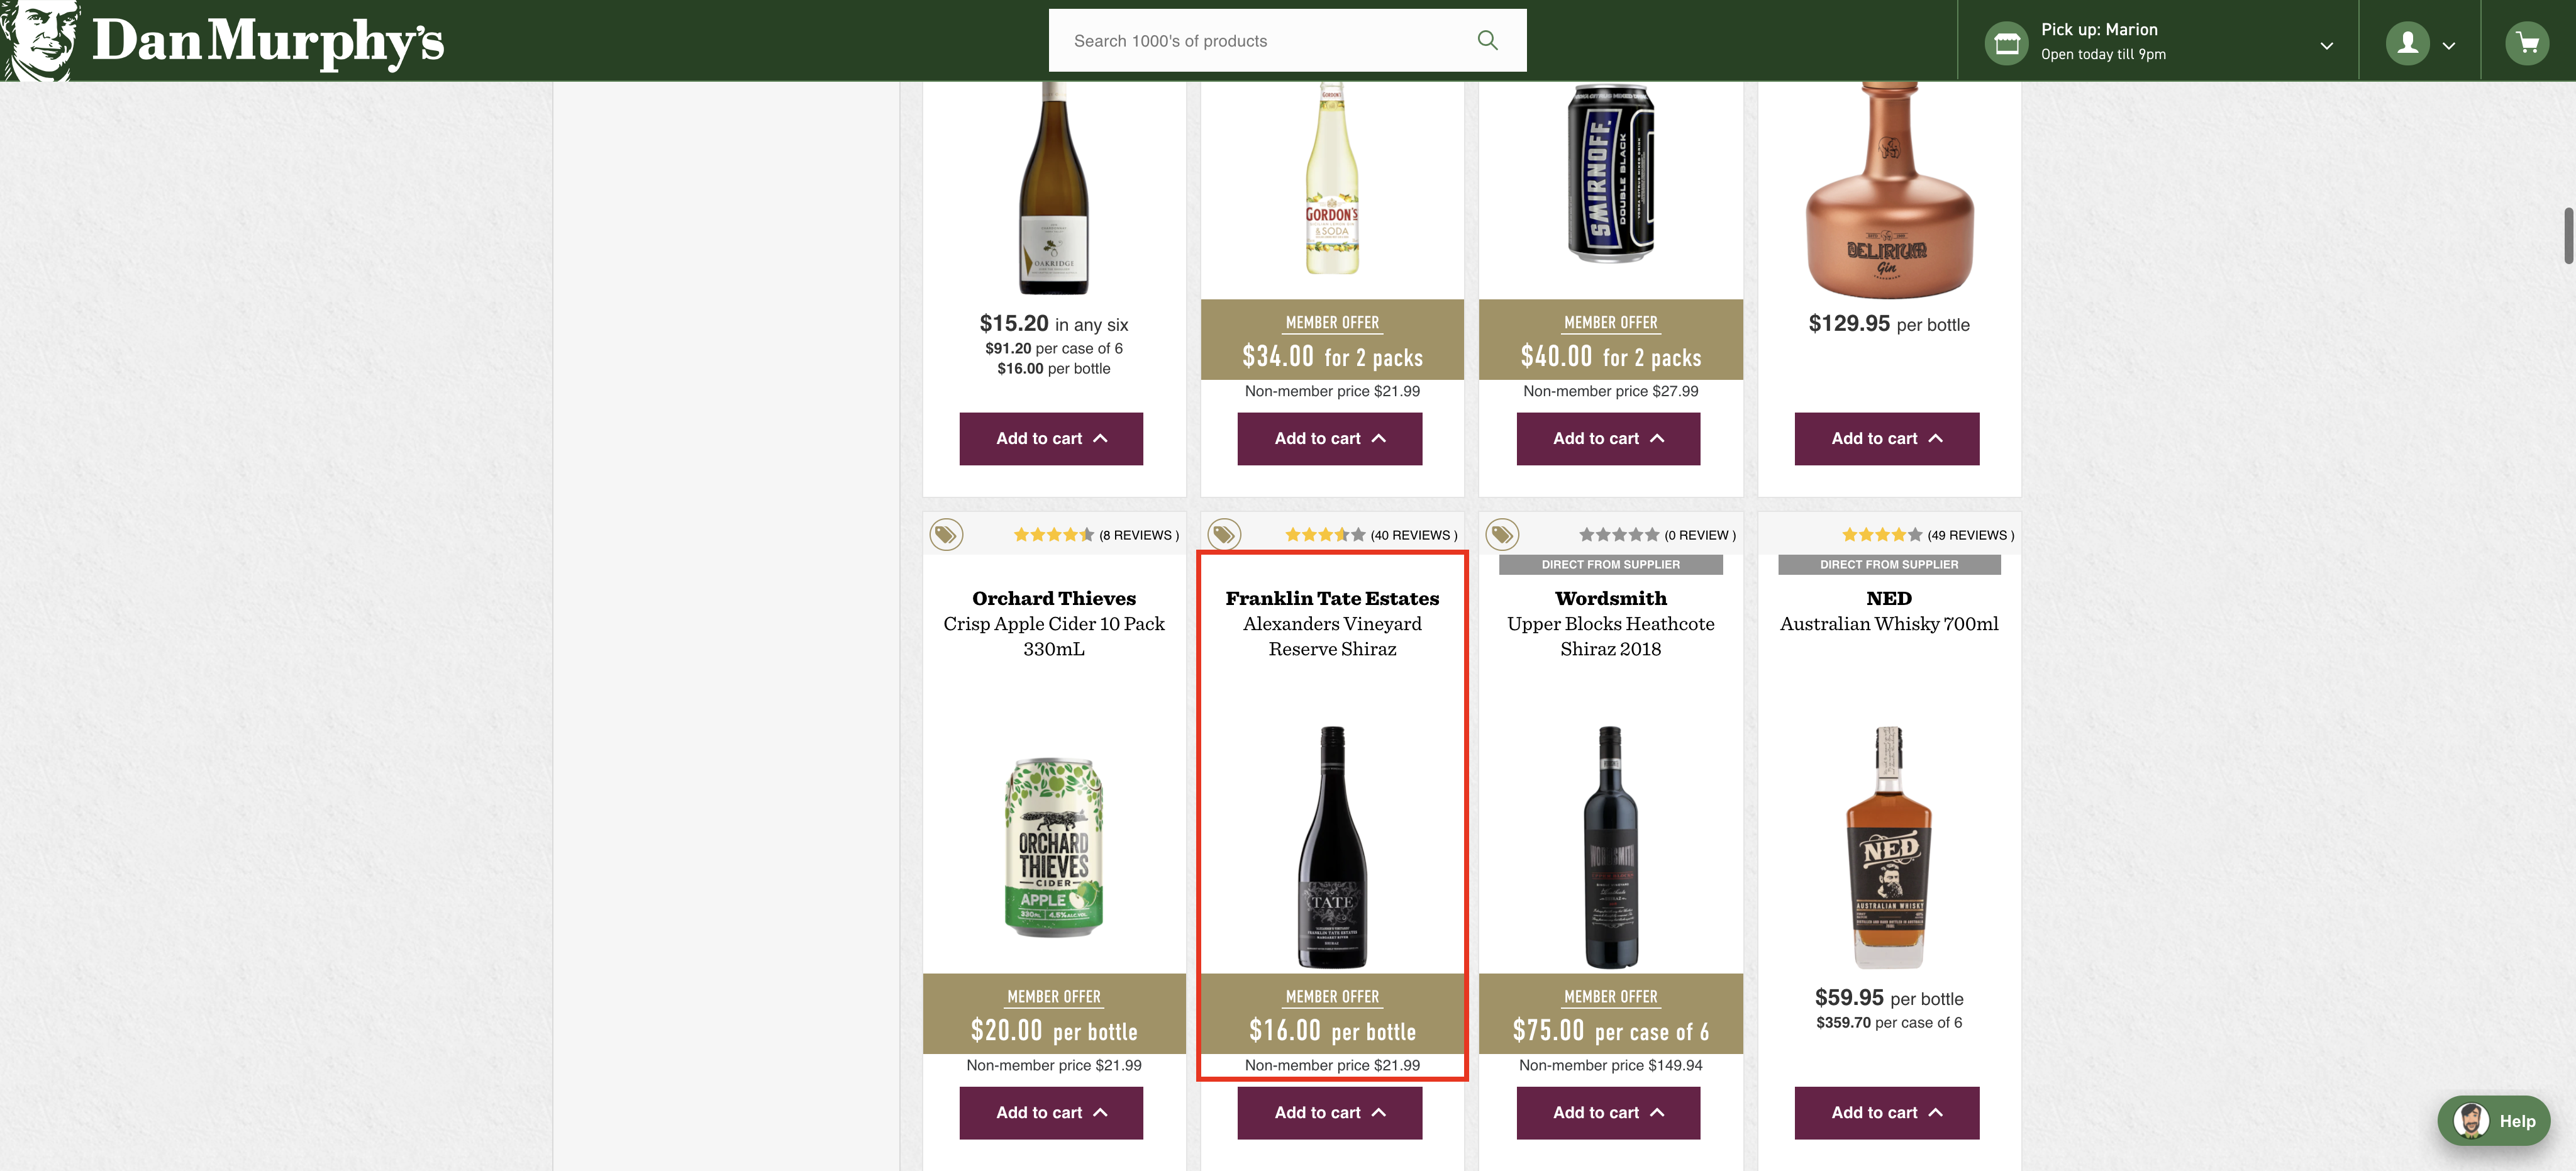 Dan Murphy's
Search 1000's of products
Pick up: Marion
Open today till 9pm
OAKRIDGE
$15.20 in any six
$91.20 per case of 6
$16.00 per bottle
Add to cart
GORDON'S
GORDON'S
& SODA
MEMBER OFFER
$34.00 for 2 packs
Non-member price $21.99
Add to cart
SMIRNOFF.
DOUBLE BLACK
MEMBER OFFER
$40.00 for 2 packs
Non-member price $27.99
Add to cart
DELIRIUM
Gin
$129.95 per bottle
Add to cart
(8 REVIEWS )
Orchard Thieves
Crisp Apple Cider 10 Pack
330mL
ORCHARD
THIEVES
CIDER
APPLE
330ML 4.5% ALC.VOL.
MEMBER OFFER
$20.00 per bottle
Non-member price $21.99
Add to cart
(40 REVIEWS )
Franklin Tate Estates
Alexanders Vineyard
Reserve Shiraz
TATE
FRANKLIN TATE ESTATES
MARGARET RIVER
SHIRAZ
MEMBER OFFER
$16.00 per bottle
Non-member price $21.99
Add to cart
(0 REVIEW )
DIRECT FROM SUPPLIER
Wordsmith
Upper Blocks Heathcote
Shiraz 2018
WORDSMITH
MEMBER OFFER
$75.00 per case of 6
Non-member price $149.94
Add to cart
(49 REVIEWS )
DIRECT FROM SUPPLIER
NED
Australian Whisky 700ml
NED
AUSTRALIAN WHISKY
$59.95 per bottle
$359.70 per case of 6
Add to cart
Help